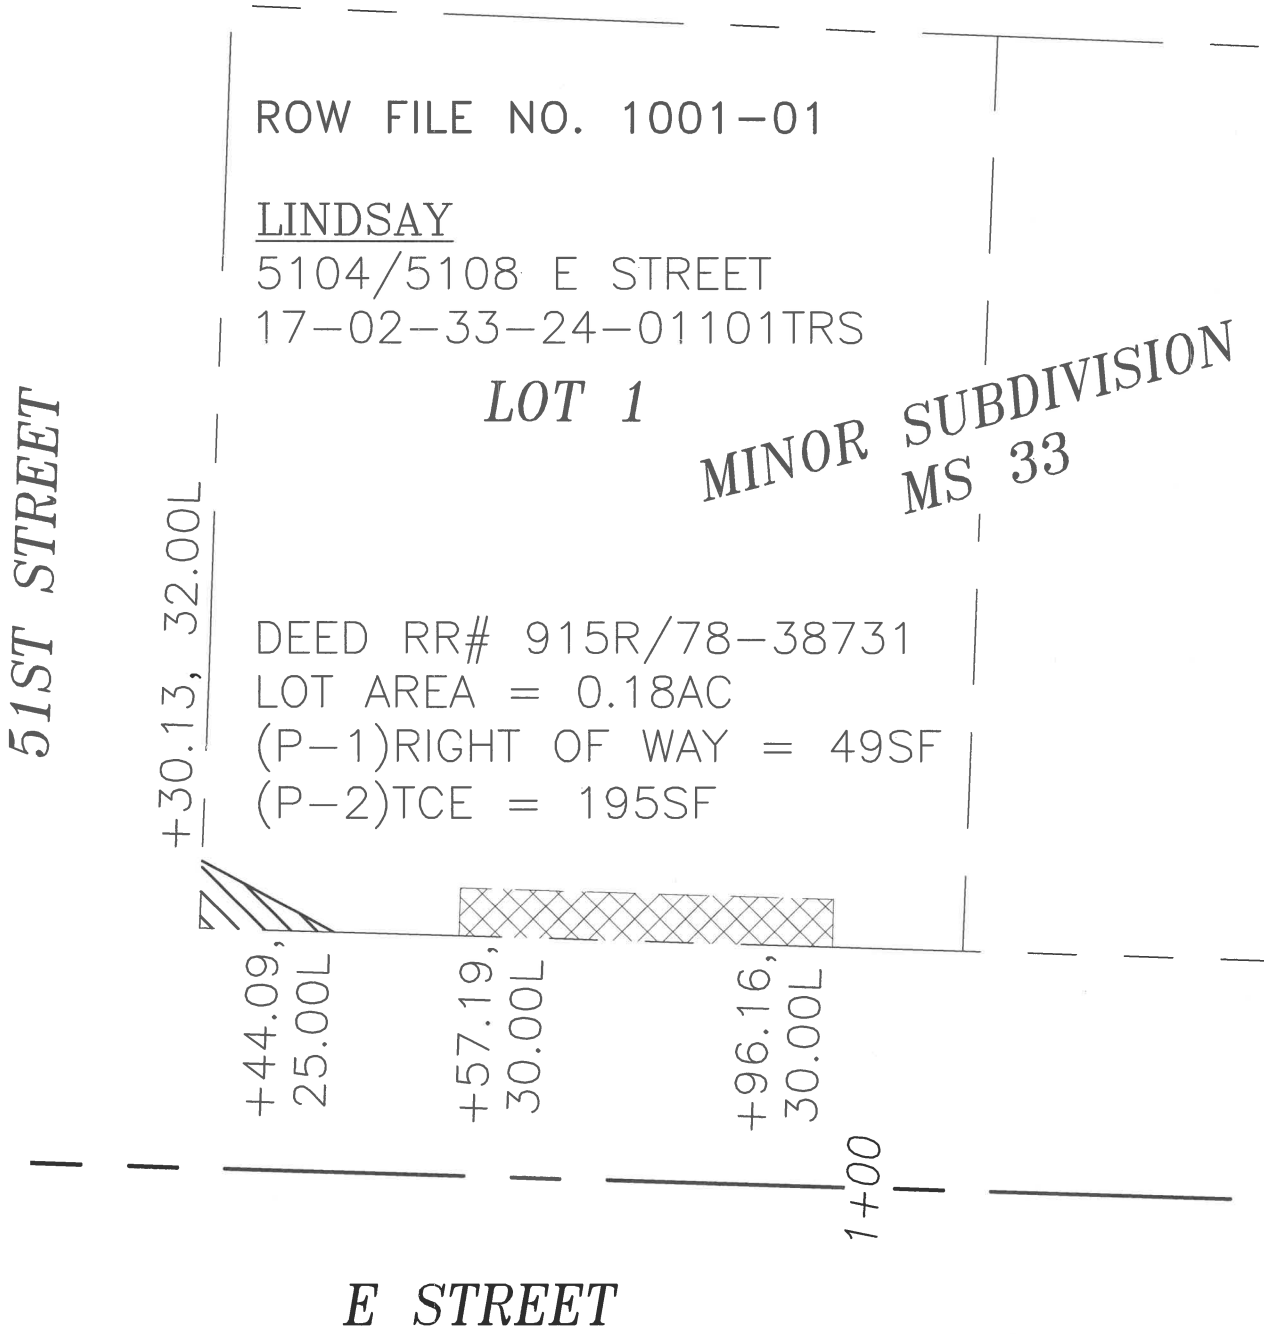 ROW FILE NO. 1001-01
LINDSAY
5104/5108 E STREET
17-02-33-24-01101TRS
LOT 1
MINOR SUBDIVISION
MS 33
51ST STREET
+30.13, 32.00L
DEED RR# 915R/78-38731
LOT AREA = 0.18AC
(P-1)RIGHT OF WAY = 49SF
(P-2)TCE = 195SF
+44.09,
25.00L
+57.19,
30.00L
+96.16,
30.00L
1+00
E STREET